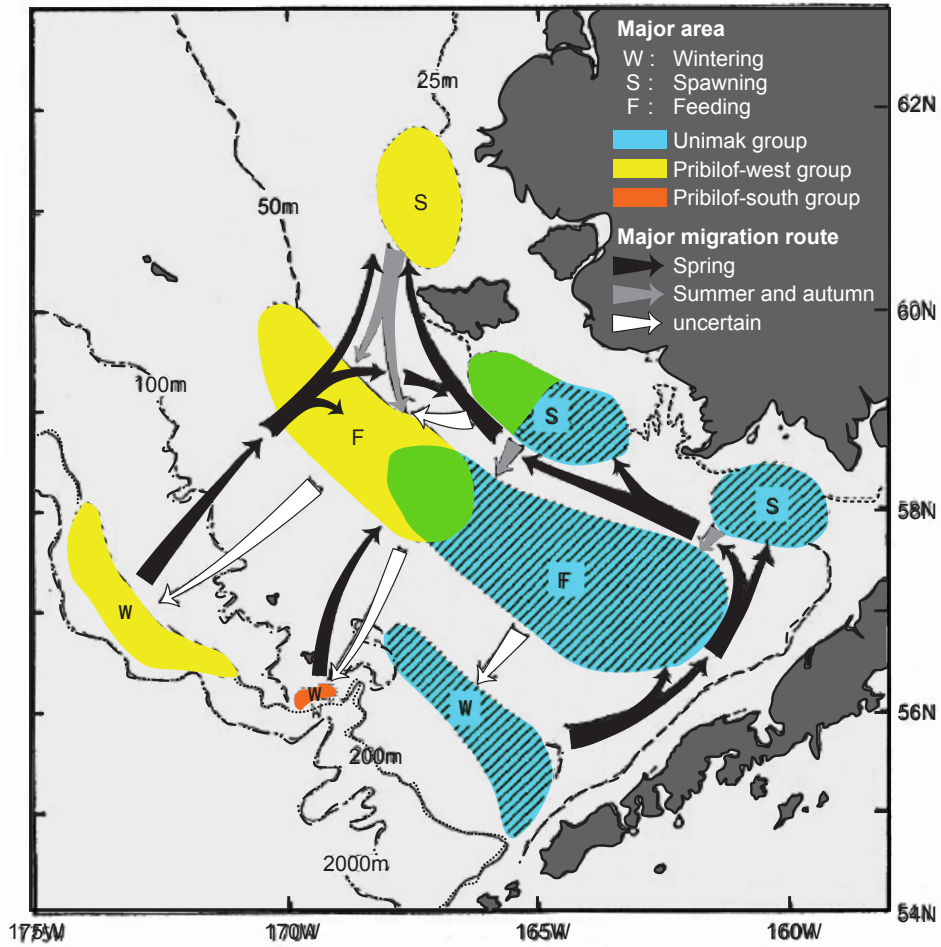 Major area
W : Wintering
S : Spawning
F : Feeding
Unimak group
Pribilof-west group
Pribilof-south group
Major migration route
Spring
Summer and autumn
uncertain
25m
62N
S
50m
60N
100m
S
F
S
58N
F
W
W
W
56N
200m
2000m
54N
175W
170W
165W
160W